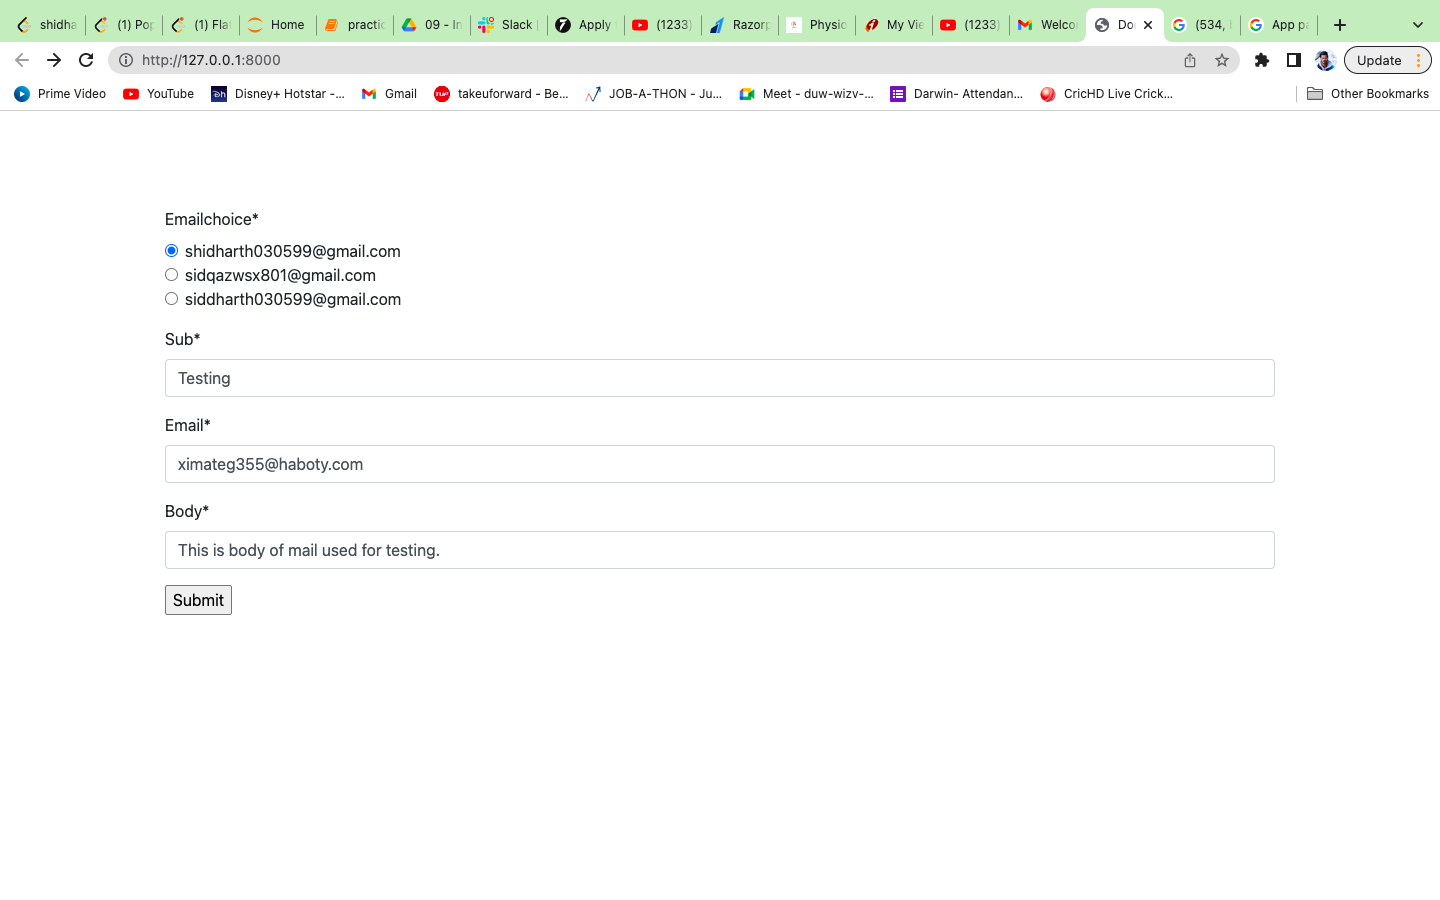 shidha
(1) Pop
(1) Fla
Home
practic
09 - In
Slack
Apply
(1233)
Razorp
Physio
My Vie
(1233)
Welco
Do
(534,
App pa
http://127.0.0.1:8000
Update
Prime Video
YouTube
Disney+ Hotstar -...
Gmail
takeuforward - Be...
JOB-A-THON - Ju...
Meet - duw-wizv-...
Darwin- Attendan...
CricHD Live Crick...
Other Bookmarks
Emailchoice*
shidharth030599@gmail.com
sidqazwsx801@gmail.com
siddharth030599@gmail.com
Sub*
Testing
Email*
ximateg355@haboty.com
Body*
This is body of mail used for testing.
Submit